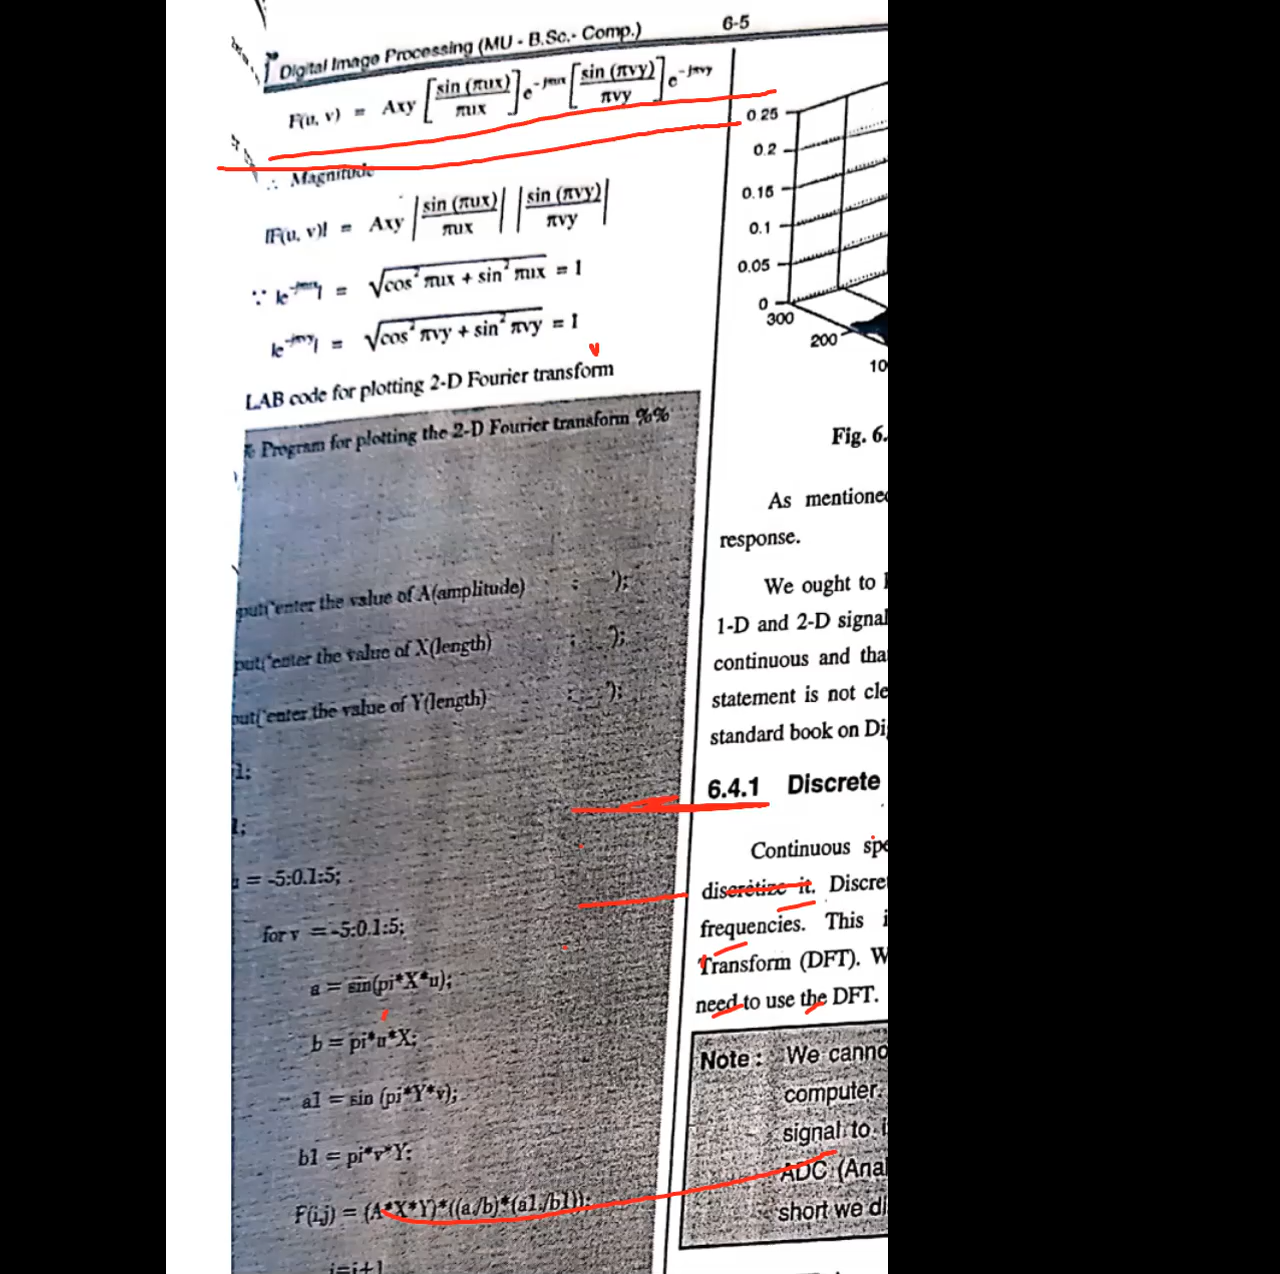 Digital Image Processing (MU - B.Sc.- Comp.)
6-5
F(u, v) = Axy [sin (πux) / πux] e^-jπux [sin (πvy) / πvy] e^-jπvy
∴ Magnitude
|F(u, v)| = Axy |sin (πux) / πux| |sin (πvy) / πvy|
∵ |e^-jπux| = √cos² πux + sin² πux = 1
|e^-jπvy| = √cos² πvy + sin² πvy = 1
LAB code for plotting 2-D Fourier transform
% Program for plotting the 2-D Fourier transform %%
put('enter the value of A(amplitude) : ');
put('enter the value of X(length) : ');
put('enter the value of Y(length) : ');
1;
1;
= -5:0.1:5;
for v = -5:0.1:5;
a = sin(pi*X*u);
b = pi*u*X;
a1 = sin (pi*Y*v);
b1 = pi*v*Y;
F(i,j) = (A*X*Y)*((a./b)*(a1./b1));
j=j+1
0.25
0.2
0.15
0.1
0.05
0
300
200
10
Fig. 6.
As mentione
response.
We ought to
1-D and 2-D signal
continuous and tha
statement is not cle
standard book on Di
6.4.1 Discrete
Continuous spe
discretize it. Discre
frequencies. This i
Transform (DFT). W
need to use the DFT.
Note : We canno
computer.
signal to i
ADC (Anal
short we di